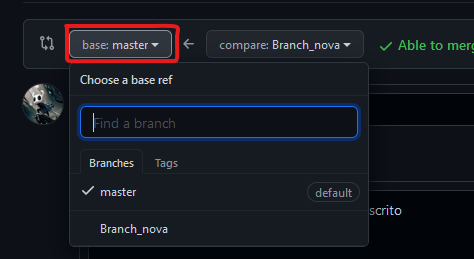 base: master compare: Branch_nova Able to merg
Choose a base ref
Find a branch
Branches Tags
master default
scrito
Branch_nova